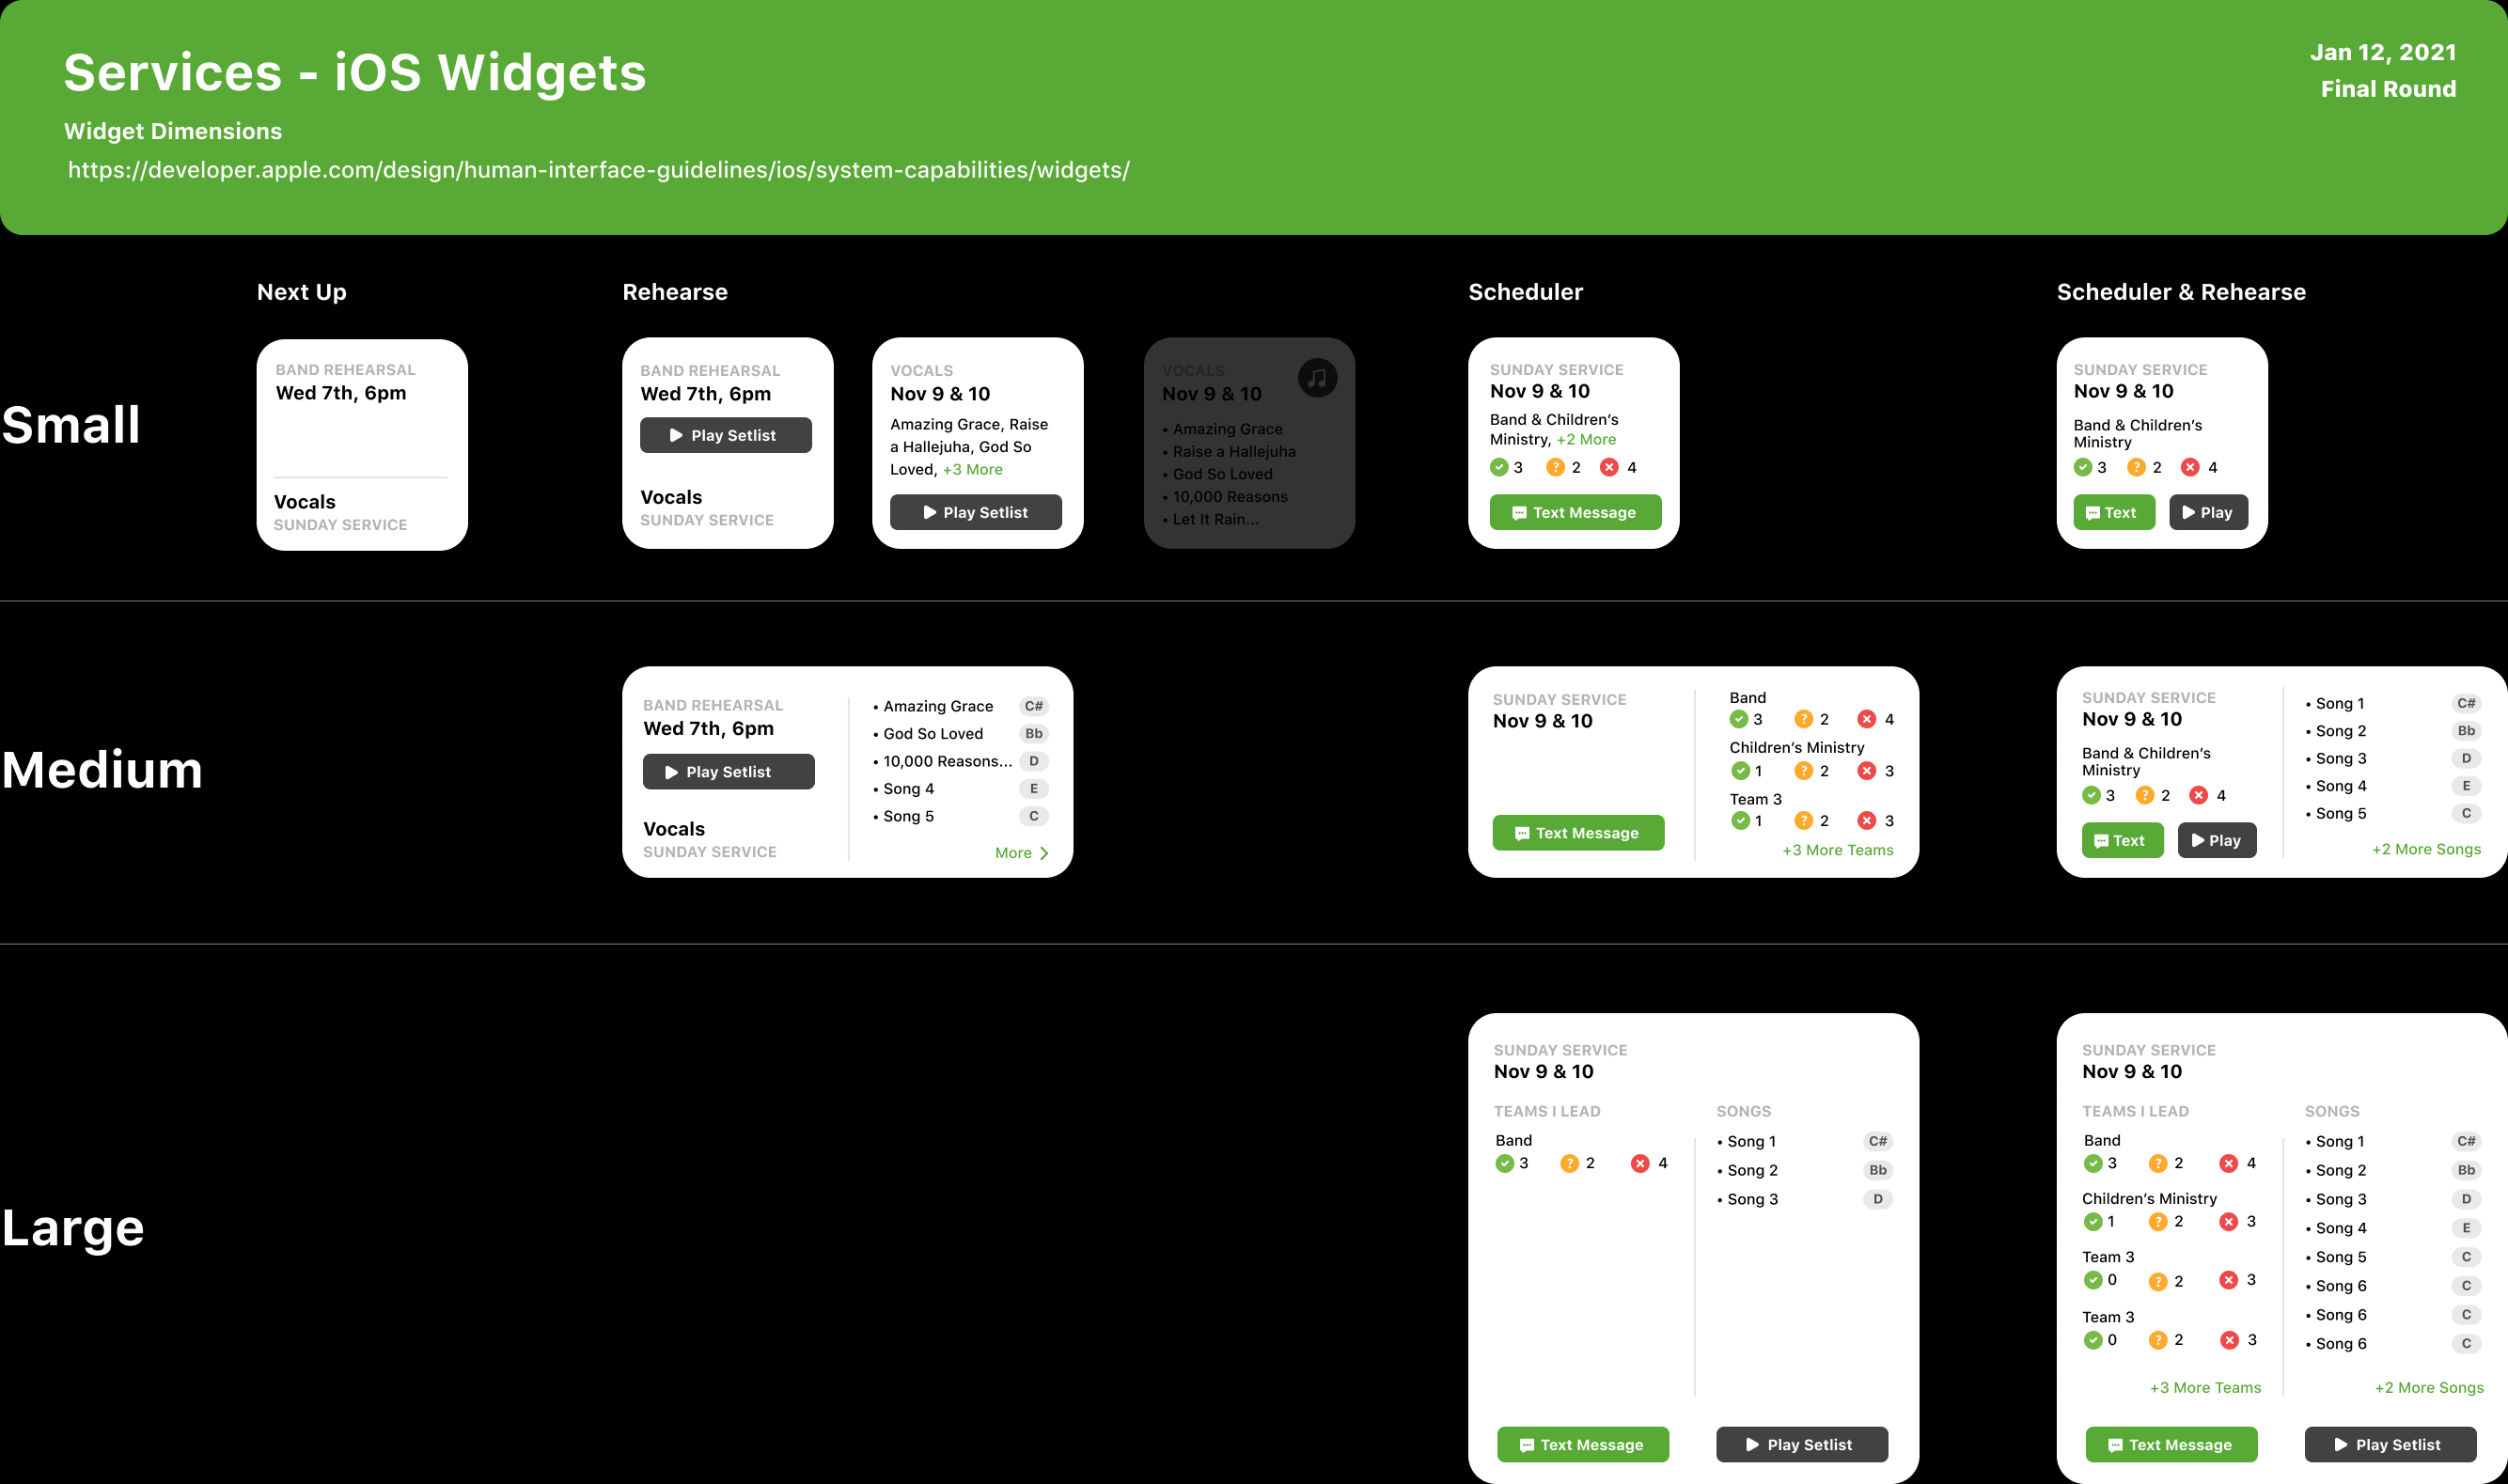 Services - iOS Widgets
Jan 12, 2021
Final Round
Widget Dimensions
https://developer.apple.com/design/human-interface-guidelines/ios/system-capabilities/widgets/
Next Up
Rehearse
Scheduler
Scheduler & Rehearse
Small
BAND REHEARSAL
Wed 7th, 6pm
Vocals
SUNDAY SERVICE
BAND REHEARSAL
Wed 7th, 6pm
Play Setlist
Vocals
SUNDAY SERVICE
VOCALS
Nov 9 & 10
Amazing Grace, Raise
a Hallejuha, God So
Loved, +3 More
Play Setlist
VOCALS
Nov 9 & 10
• Amazing Grace
• Raise a Hallejuha
• God So Loved
• 10,000 Reasons
• Let It Rain...
SUNDAY SERVICE
Nov 9 & 10
Band & Children's
Ministry, +2 More
3 ? 2 4
Text Message
SUNDAY SERVICE
Nov 9 & 10
Band & Children's
Ministry
3 ? 2 4
Text Play
Medium
BAND REHEARSAL
Wed 7th, 6pm
Play Setlist
Vocals
SUNDAY SERVICE
• Amazing Grace C#
• God So Loved Bb
• 10,000 Reasons... D
• Song 4 E
• Song 5 C
More
SUNDAY SERVICE
Nov 9 & 10
Text Message
Band
3 ? 2 4
Children's Ministry
1 ? 2 3
Team 3
1 ? 2 3
+3 More Teams
SUNDAY SERVICE
Nov 9 & 10
Band & Children's
Ministry
3 ? 2 4
Text Play
• Song 1 C#
• Song 2 Bb
• Song 3 D
• Song 4 E
• Song 5 C
+2 More Songs
Large
SUNDAY SERVICE
Nov 9 & 10
TEAMS I LEAD
Band
3 ? 2 4
SONGS
• Song 1 C#
• Song 2 Bb
• Song 3 D
Text Message
Play Setlist
SUNDAY SERVICE
Nov 9 & 10
TEAMS I LEAD
Band
3 ? 2 4
Children's Ministry
1 ? 2 3
Team 3
0 ? 2 3
Team 3
0 ? 2 3
+3 More Teams
SONGS
• Song 1 C#
• Song 2 Bb
• Song 3 D
• Song 4 E
• Song 5 C
• Song 6 C
• Song 6 C
• Song 6 C
+2 More Songs
Text Message
Play Setlist